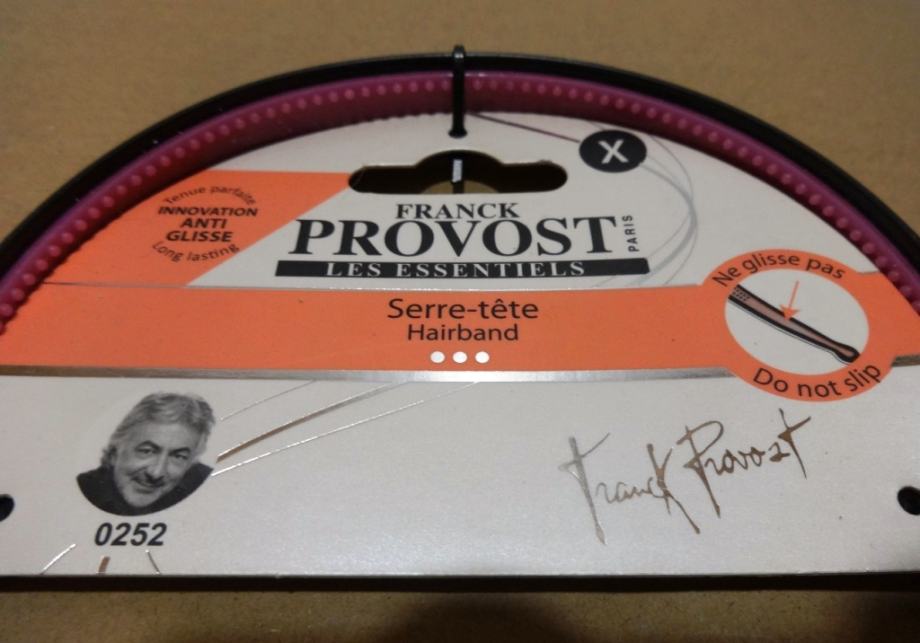 X
Tenue parfaite
INNOVATION
ANTI
GLISSE
Long lasting
FRANCK
PROVOST
PARIS
LES ESSENTIELS
Ne glisse pas
Do not slip
Serre-tête
Hairband
Franck Provost
0252